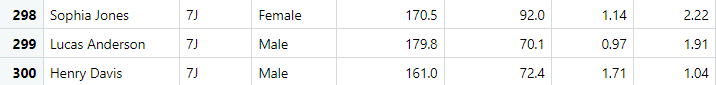 298 Sophia Jones 7J Female 170.5 92.0 1.14 2.22
299 Lucas Anderson 7J Male 179.8 70.1 0.97 1.91
300 Henry Davis 7J Male 161.0 72.4 1.71 1.04